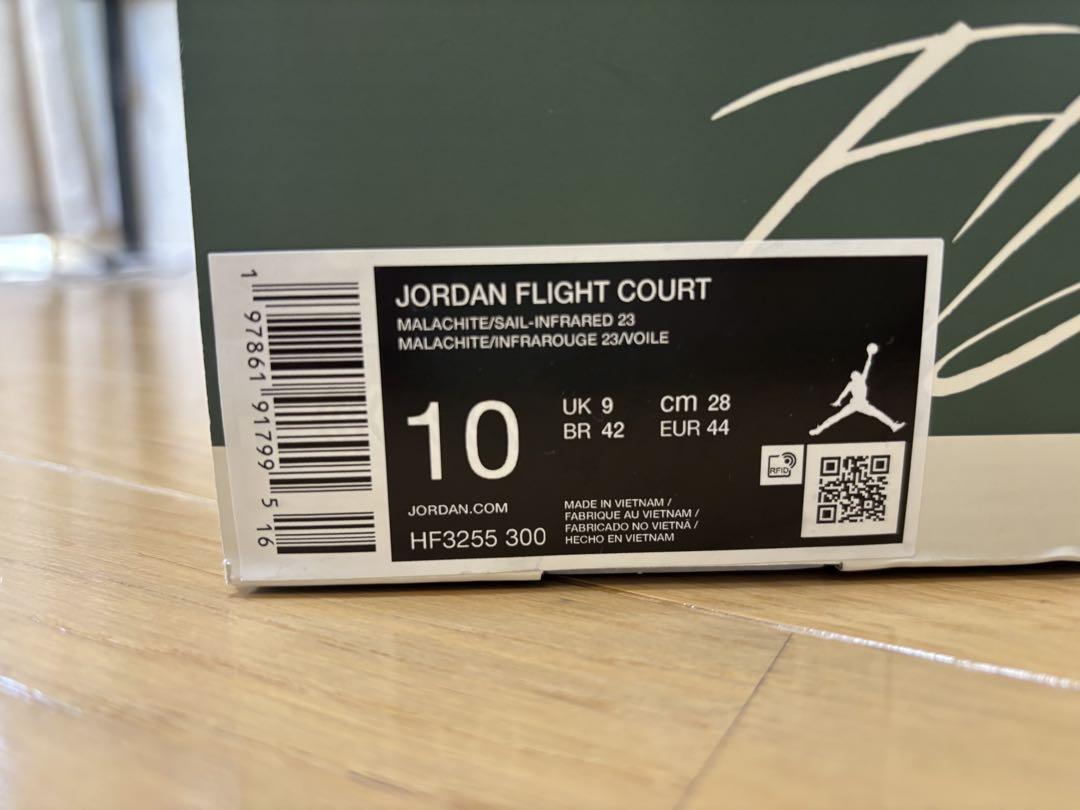 JORDAN FLIGHT COURT
MALACHITE/SAIL-INFRARED 23
MALACHITE/INFRAROUGE 23/VOILE
10
UK 9 cm 28
BR 42 EUR 44
RFID
JORDAN.COM
HF3255 300
MADE IN VIETNAM /
FABRIQUE AU VIETNAM /
FABRICADO NO VIETNÃ /
HECHO EN VIETNAM
1 97861 91799 5 16